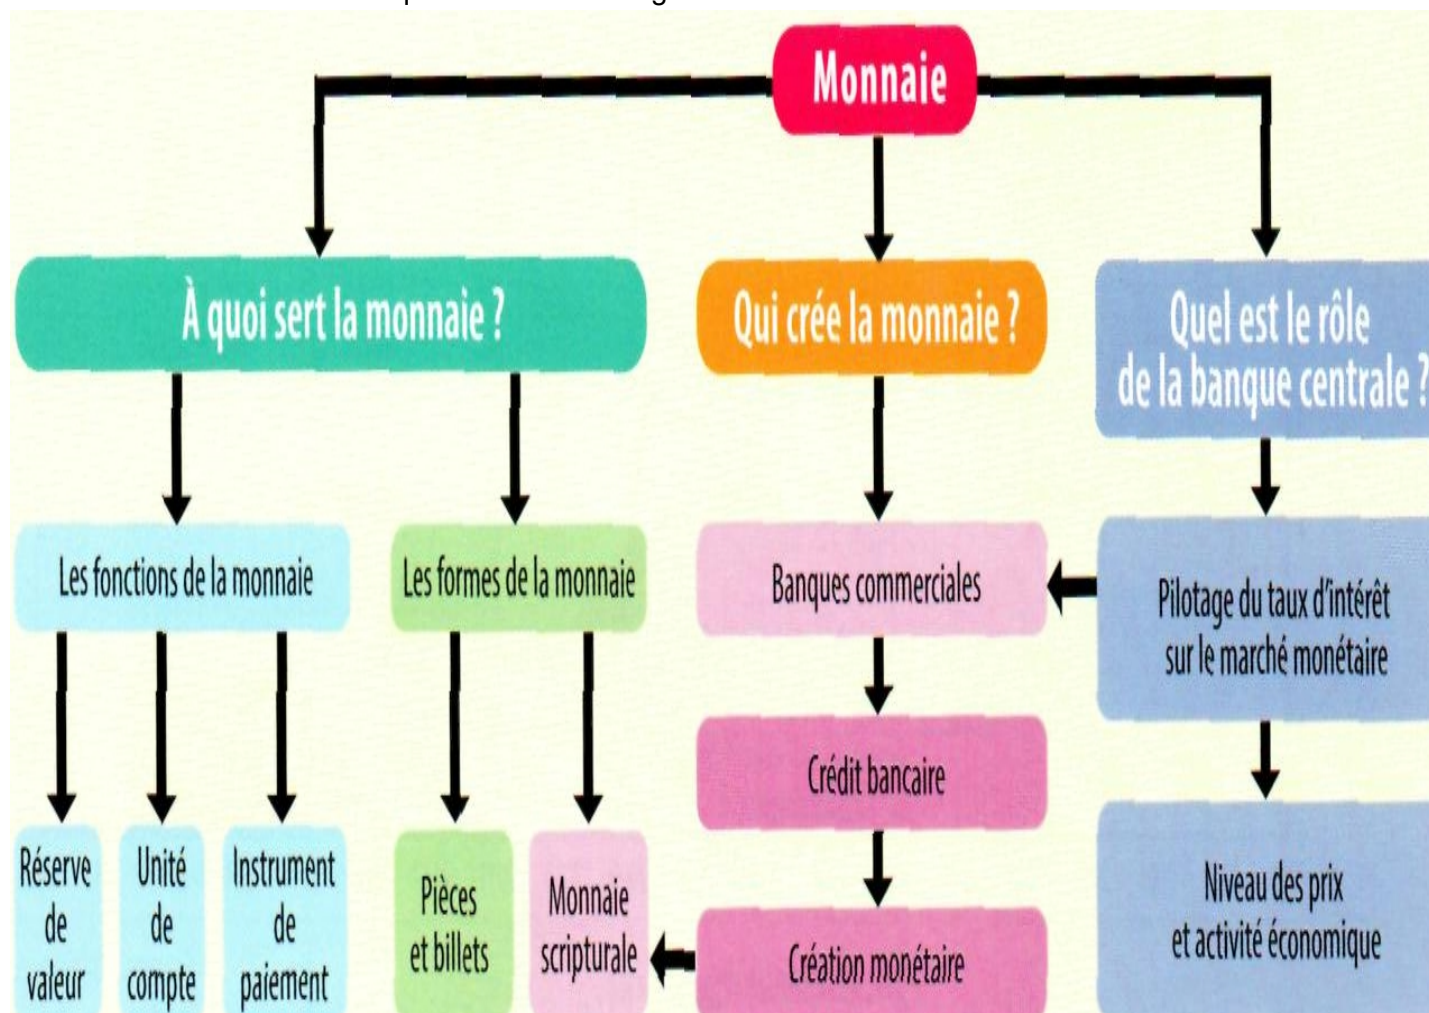 Monnaie
À quoi sert la monnaie ?
Qui crée la monnaie ?
Quel est le rôle
de la banque centrale ?
Les fonctions de la monnaie
Les formes de la monnaie
Banques commerciales
Pilotage du taux d'intérêt
sur le marché monétaire
Crédit bancaire
Réserve
de
valeur
Unité
de
compte
Instrument
de
paiement
Pièces
et billets
Monnaie
scripturale
Création monétaire
Niveau des prix
et activité économique